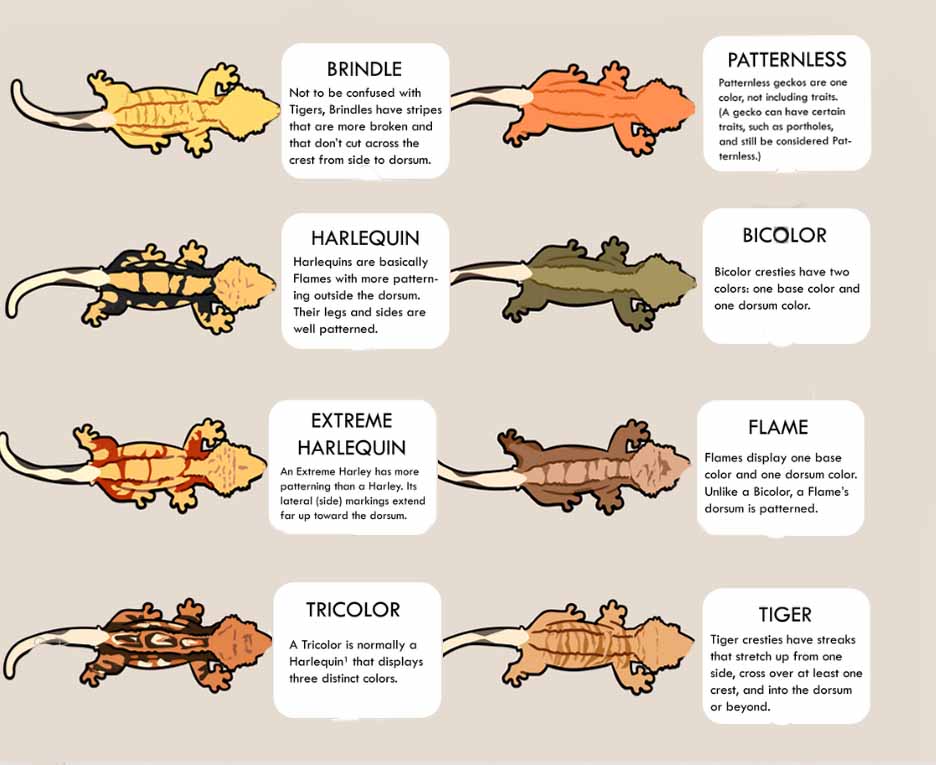 BRINDLE
Not to be confused with
Tigers, Brindles have stripes
that are more broken and
that don't cut across the
crest from side to dorsum.
PATTERNLESS
Patternless geckos are one
color, not including traits.
(A gecko can have certain
traits, such as portholes,
and still be considered Pat-
ternless.)
HARLEQUIN
Harlequins are basically
Flames with more pattern-
ing outside the dorsum.
Their legs and sides are
well patterned.
BICOLOR
Bicolor cresties have two
colors: one base color and
one dorsum color.
EXTREME
HARLEQUIN
An Extreme Harley has more
patterning than a Harley. Its
lateral (side) markings extend
far up toward the dorsum.
FLAME
Flames display one base
color and one dorsum color.
Unlike a Bicolor, a Flame's
dorsum is patterned.
TRICOLOR
A Tricolor is normally a
Harlequin¹ that displays
three distinct colors.
TIGER
Tiger cresties have streaks
that stretch up from one
side, cross over at least one
crest, and into the dorsum
or beyond.